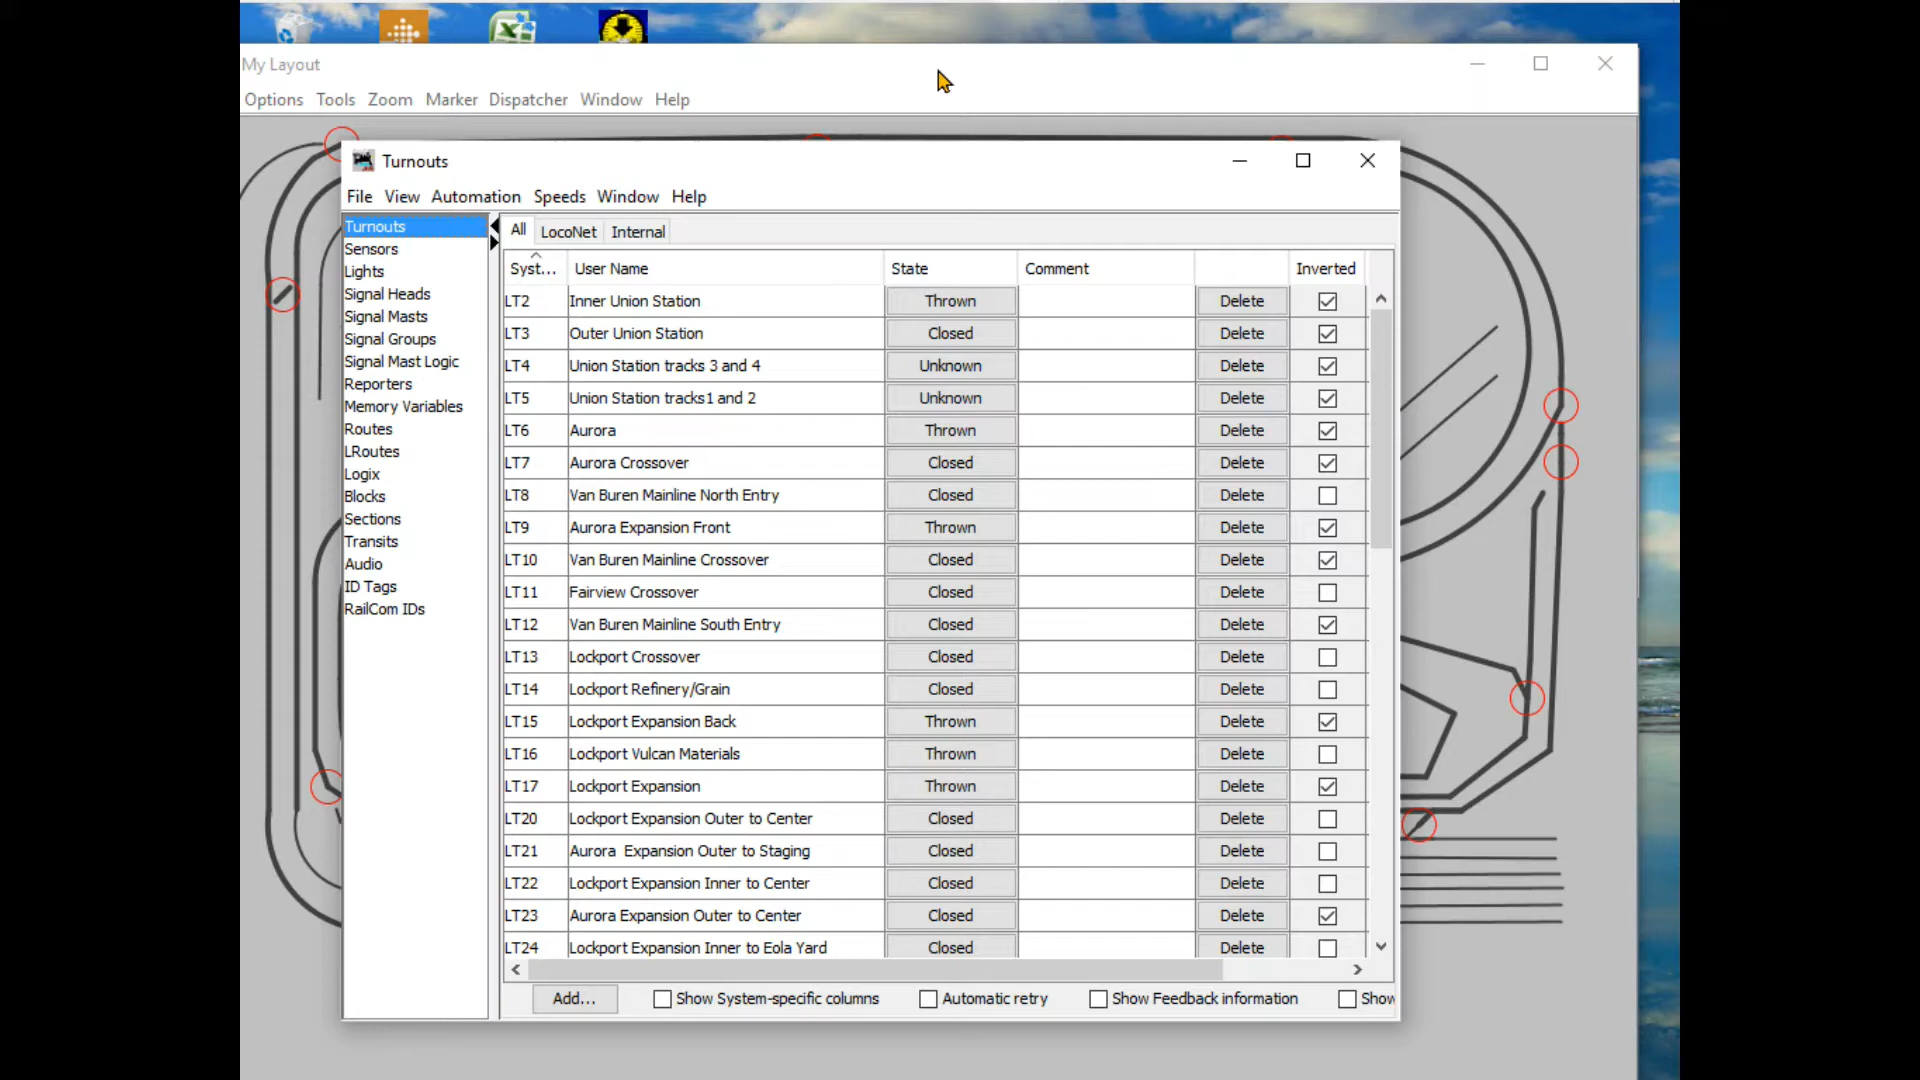 My Layout
Options Tools Zoom Marker Dispatcher Window Help
Turnouts
File View Automation Speeds Window Help
Turnouts
Sensors
Lights
Signal Heads
Signal Masts
Signal Groups
Signal Mast Logic
Reporters
Memory Variables
Routes
LRoutes
Logix
Blocks
Sections
Transits
Audio
ID Tags
RailCom IDs
All LocoNet Internal
Syst... User Name State Comment Inverted
LT2 Inner Union Station Thrown Delete
LT3 Outer Union Station Closed Delete
LT4 Union Station tracks 3 and 4 Unknown Delete
LT5 Union Station tracks1 and 2 Unknown Delete
LT6 Aurora Thrown Delete
LT7 Aurora Crossover Closed Delete
LT8 Van Buren Mainline North Entry Closed Delete
LT9 Aurora Expansion Front Thrown Delete
LT10 Van Buren Mainline Crossover Closed Delete
LT11 Fairview Crossover Closed Delete
LT12 Van Buren Mainline South Entry Closed Delete
LT13 Lockport Crossover Closed Delete
LT14 Lockport Refinery/Grain Closed Delete
LT15 Lockport Expansion Back Thrown Delete
LT16 Lockport Vulcan Materials Thrown Delete
LT17 Lockport Expansion Thrown Delete
LT20 Lockport Expansion Outer to Center Closed Delete
LT21 Aurora  Expansion Outer to Staging Closed Delete
LT22 Lockport Expansion Inner to Center Closed Delete
LT23 Aurora Expansion Outer to Center Closed Delete
LT24 Lockport Expansion Inner to Eola Yard Closed Delete
Add... Show System-specific columns Automatic retry Show Feedback information Show